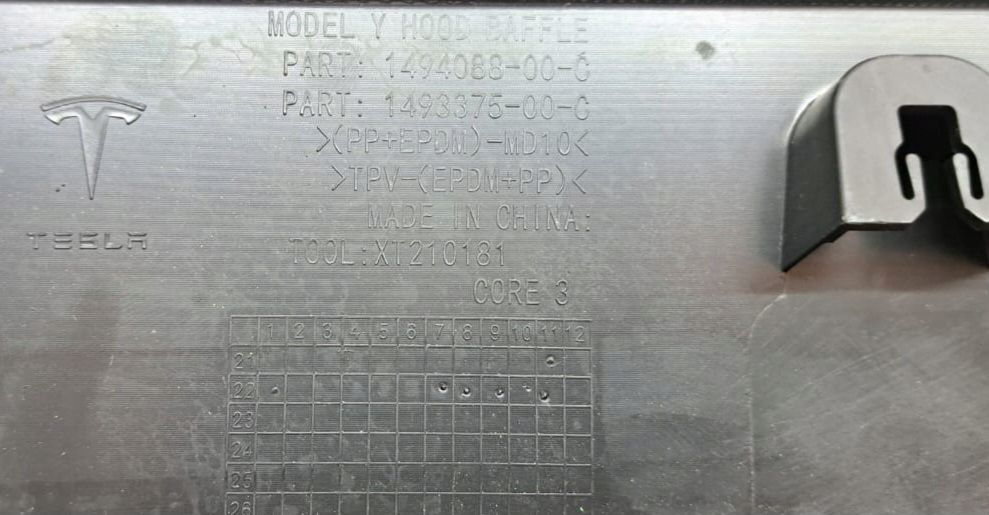 MODEL Y HOOD BAFFLE
PART: 1494088-00-C
PART: 1493375-00-C
>(PP+EPDM)-MD10<
>TPV-(EPDM+PP)<
MADE IN CHINA:
TESLA
TOOL:XT210181
CORE 3
1 2 3 4 5 6 7 8 9 10 11 12
21
22
23
24
25
26